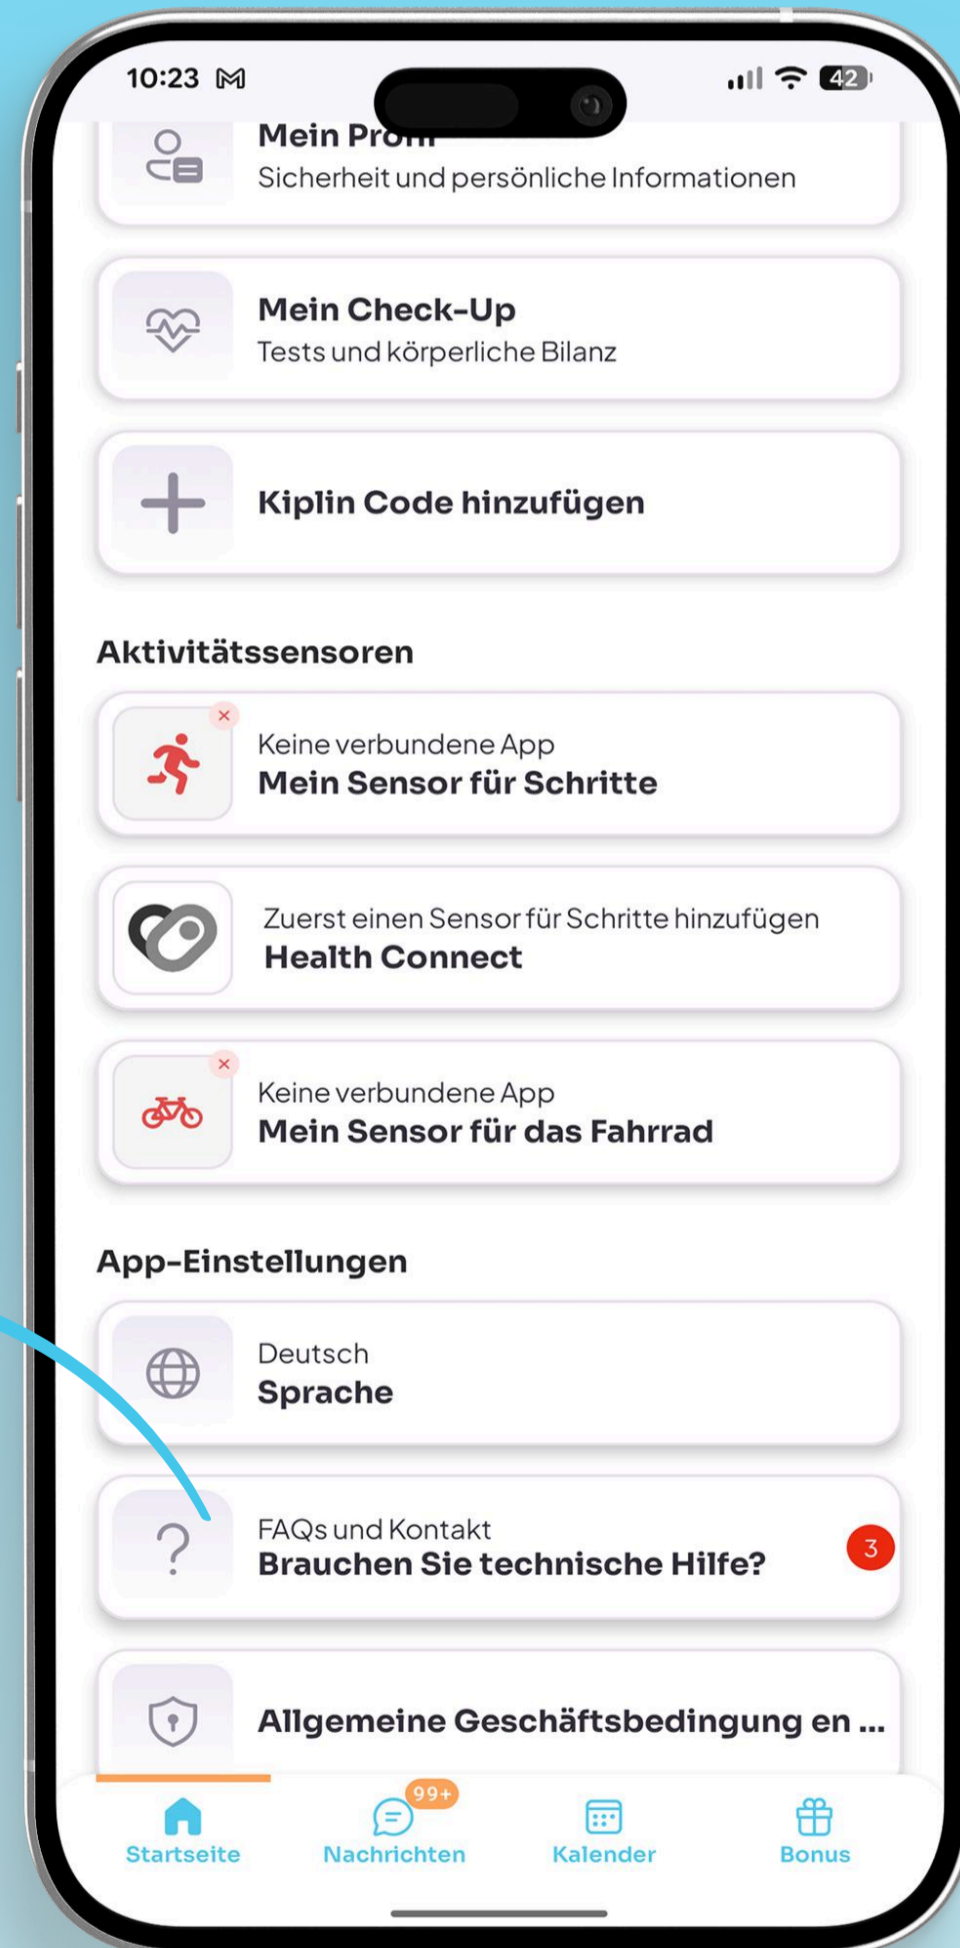 10:23
42
Mein Profil
Sicherheit und persönliche Informationen
Mein Check-Up
Tests und körperliche Bilanz
Kiplin Code hinzufügen
Aktivitätssensoren
Keine verbundene App
Mein Sensor für Schritte
Zuerst einen Sensor für Schritte hinzufügen
Health Connect
Keine verbundene App
Mein Sensor für das Fahrrad
App-Einstellungen
Deutsch
Sprache
FAQs und Kontakt
Brauchen Sie technische Hilfe?
3
Allgemeine Geschäftsbedingung en ...
99+
Startseite Nachrichten Kalender Bonus